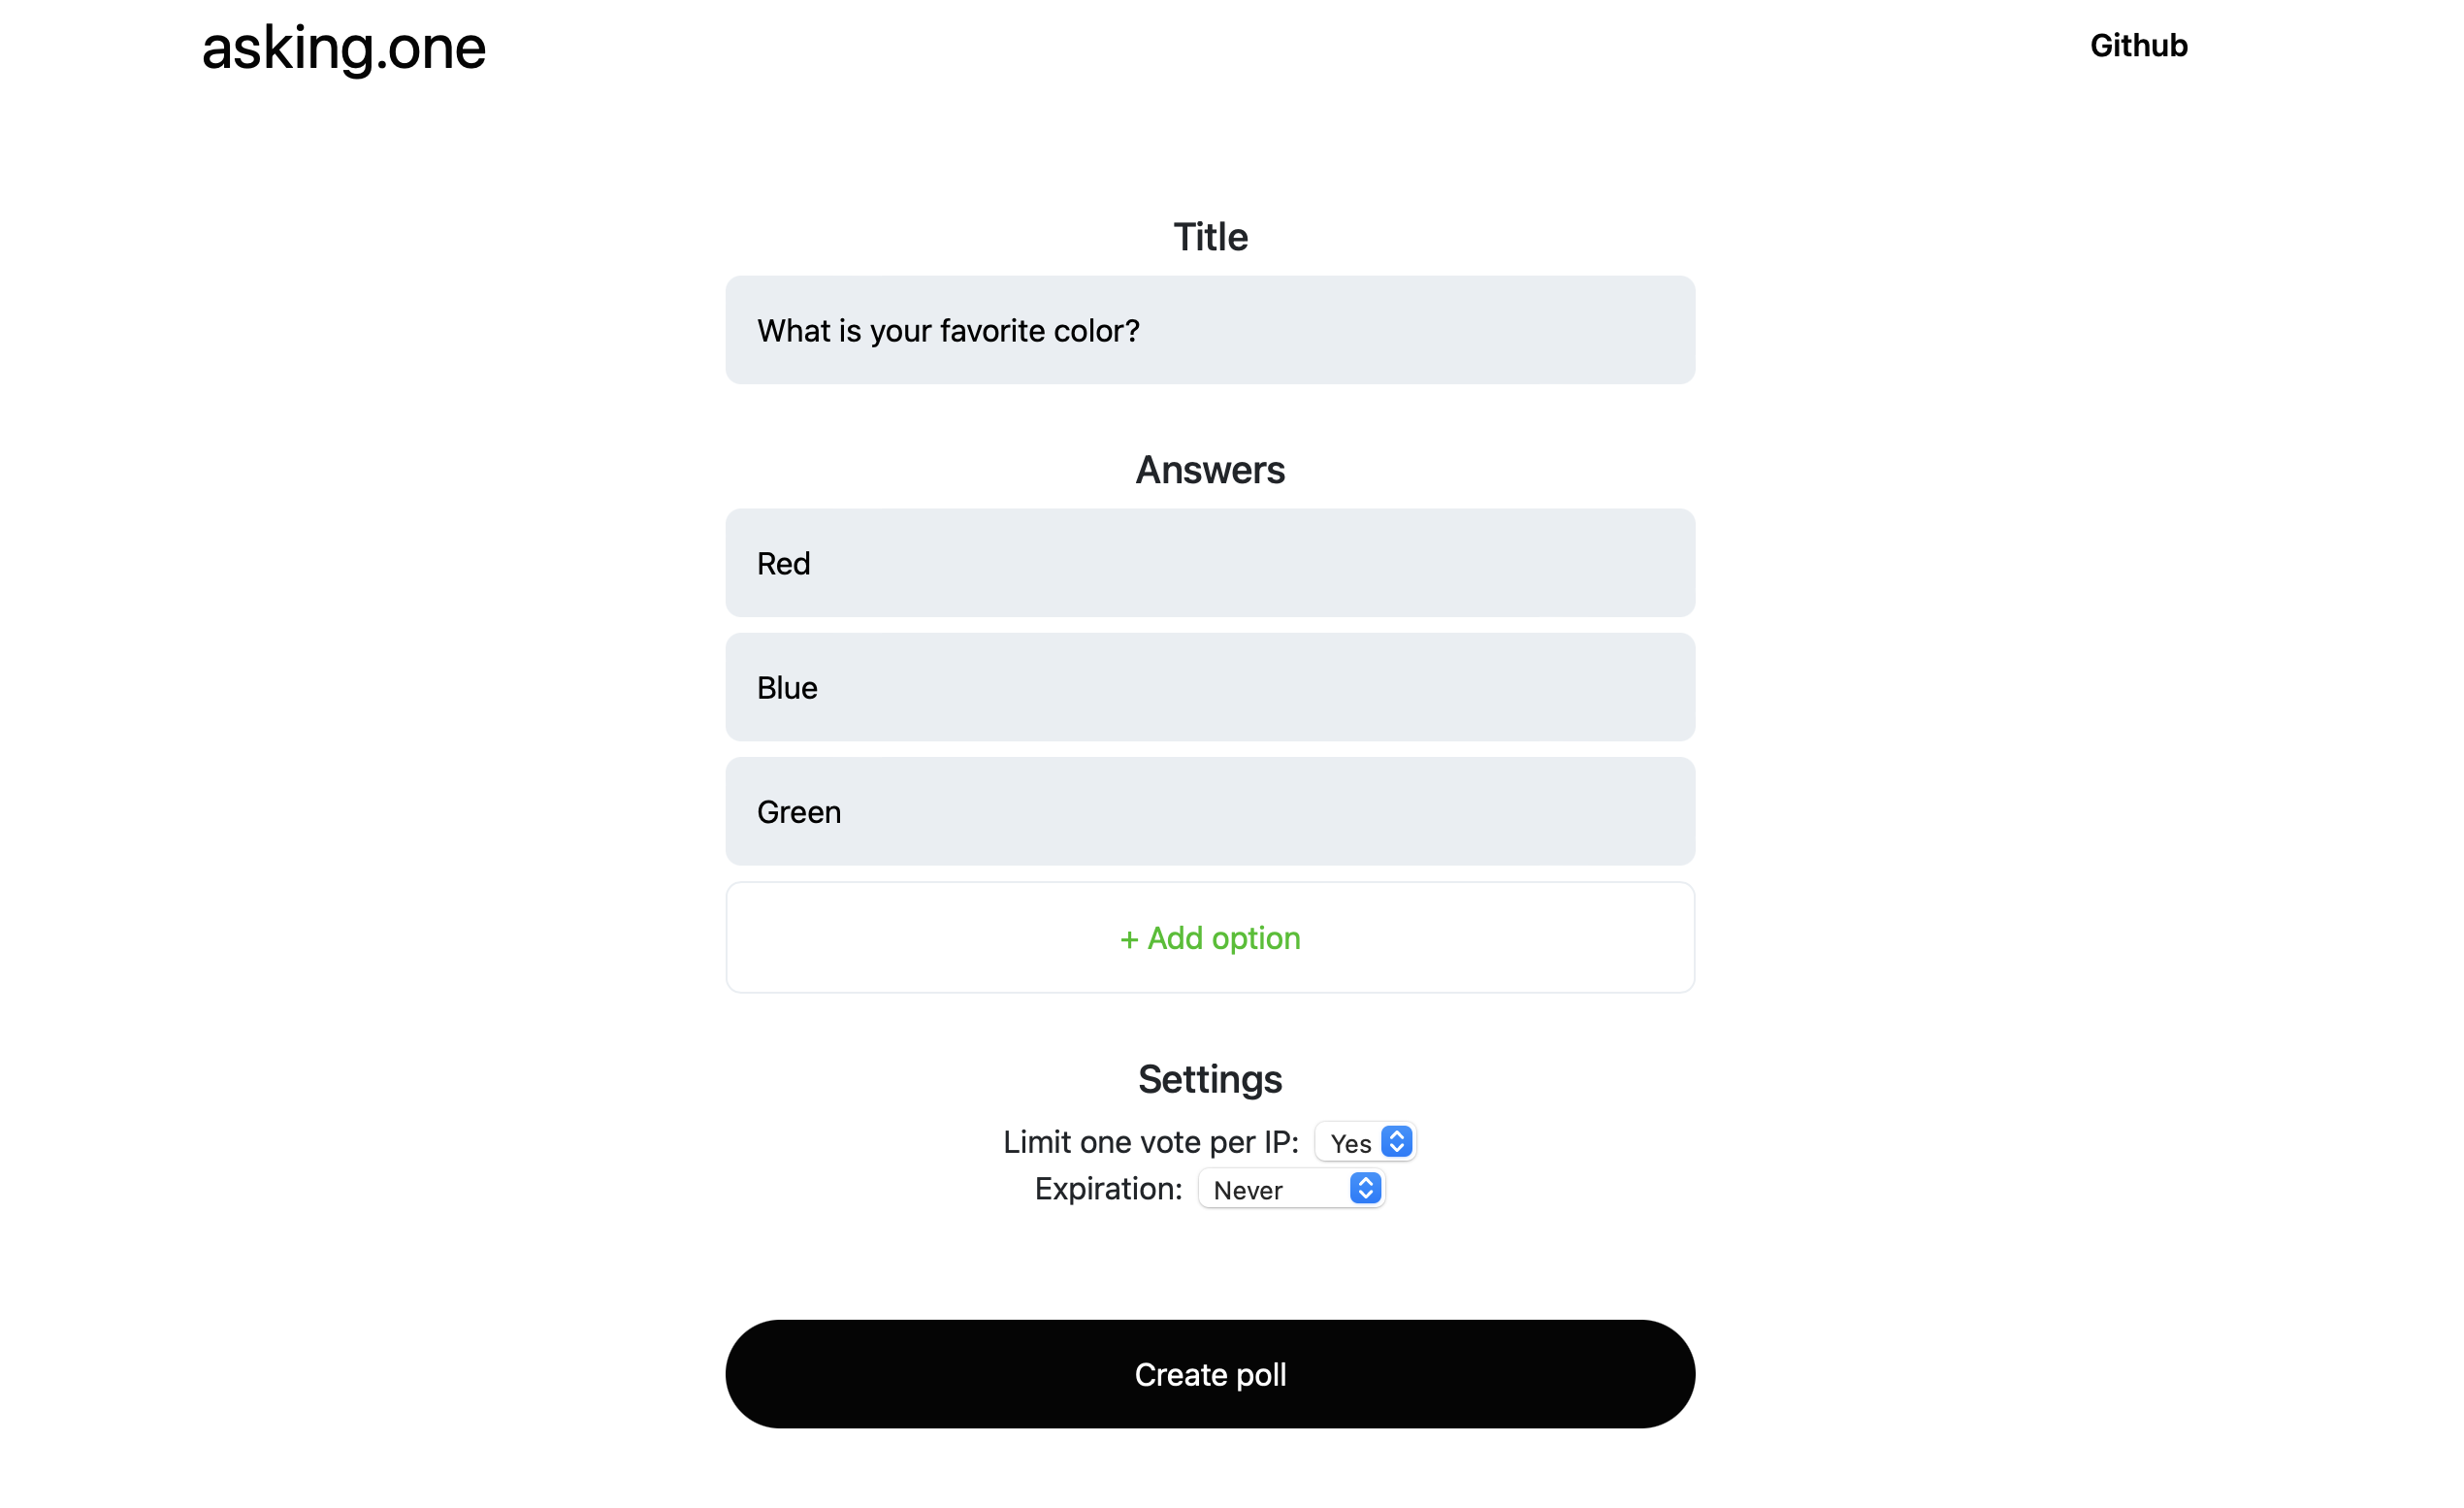 asking.one
Github
Title
What is your favorite color?
Answers
Red
Blue
Green
+ Add option
Settings
Limit one vote per IP: Yes
Expiration: Never
Create poll